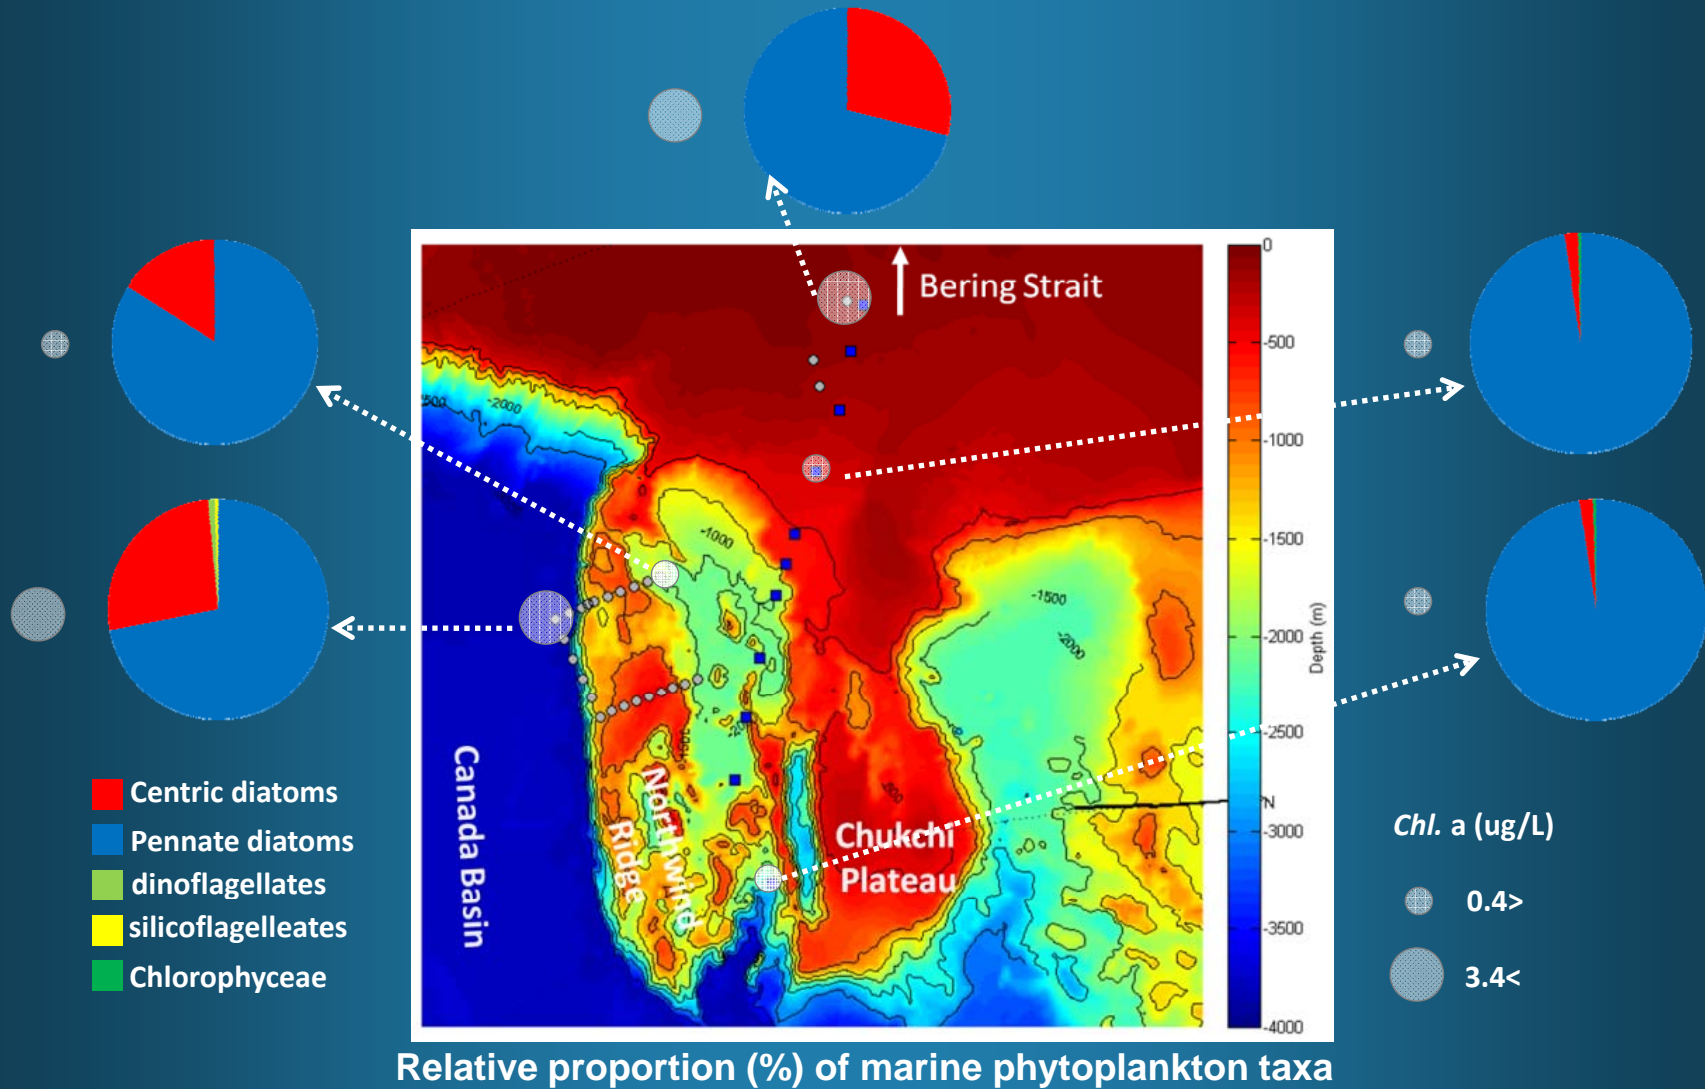 Bering Strait
0
-500
-1000
-1500
-2000
-2500
-3000
-3500
-4000
Depth (m)
-2000
-1000
-1500
-2000
Canada Basin
Northwind
Ridge
Chukchi
Plateau
Centric diatoms
Pennate diatoms
dinoflagellates
silicoflagelleates
Chlorophyceae
Chl. a (ug/L)
0.4>
3.4<
Relative proportion (%) of marine phytoplankton taxa